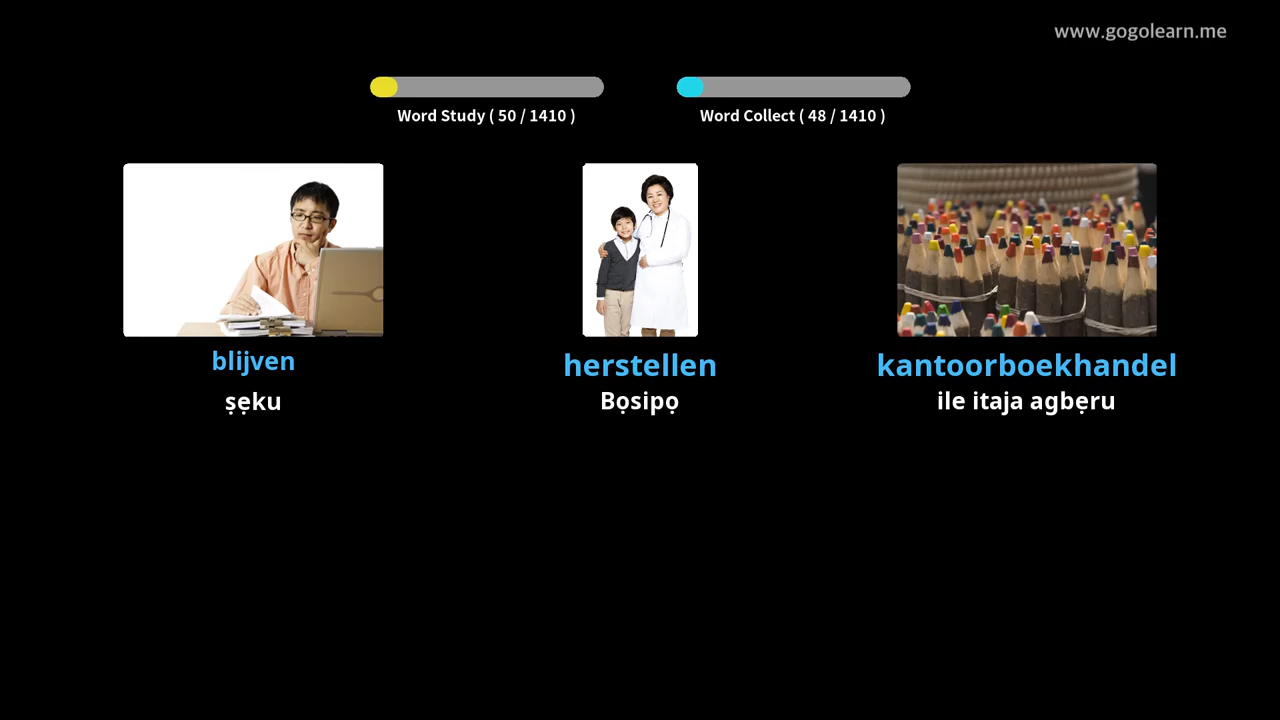 www.gogolearn.me
Word Study ( 50 / 1410 )
Word Collect ( 48 / 1410 )
blijven
herstellen
kantoorboekhandel
ṣẹku
Bọsipọ
ile itaja agbẹru